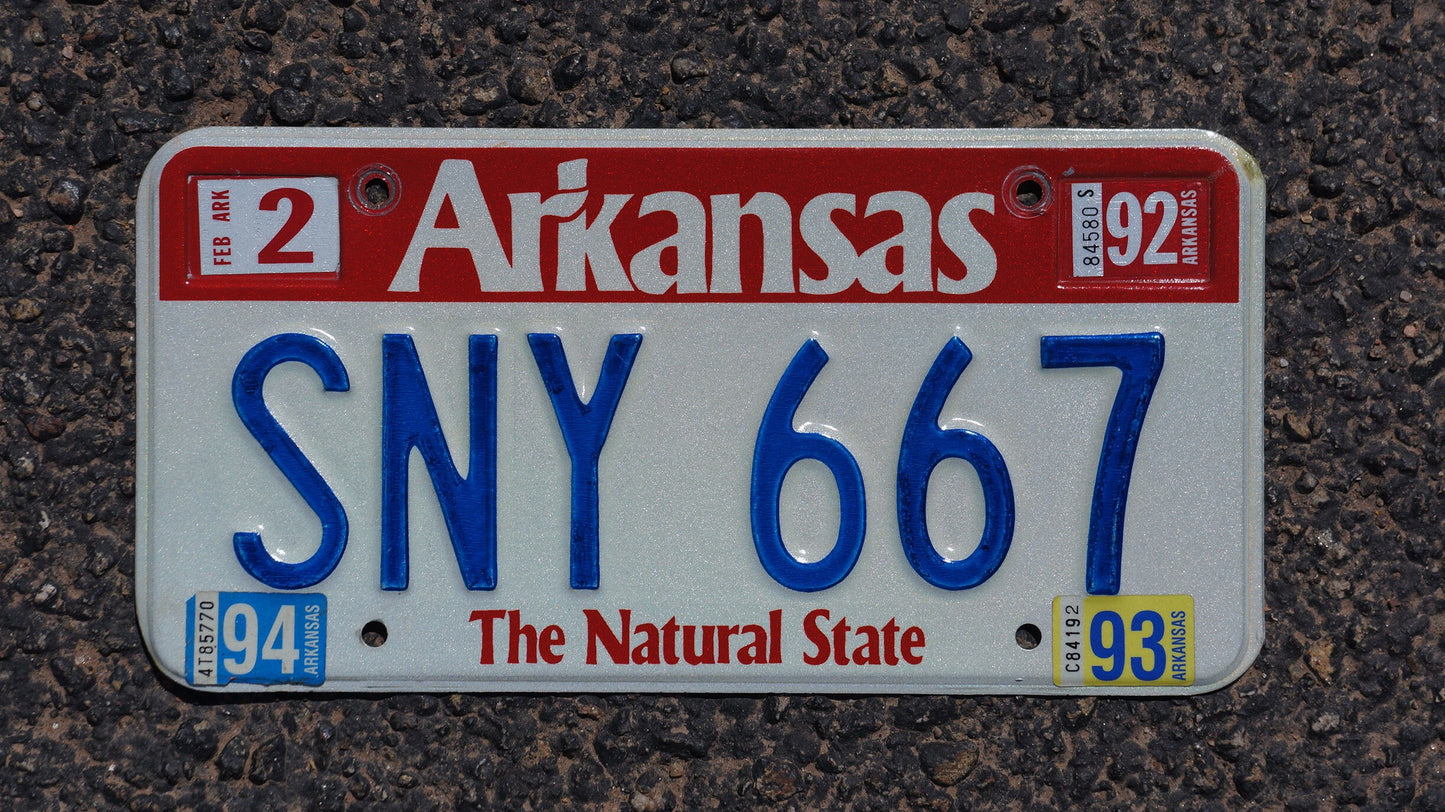 FEB ARK 2
Arkansas
84580 S 92 ARKANSAS
SNY 667
4T85770 94 ARKANSAS
The Natural State
C84192 93 ARKANSAS